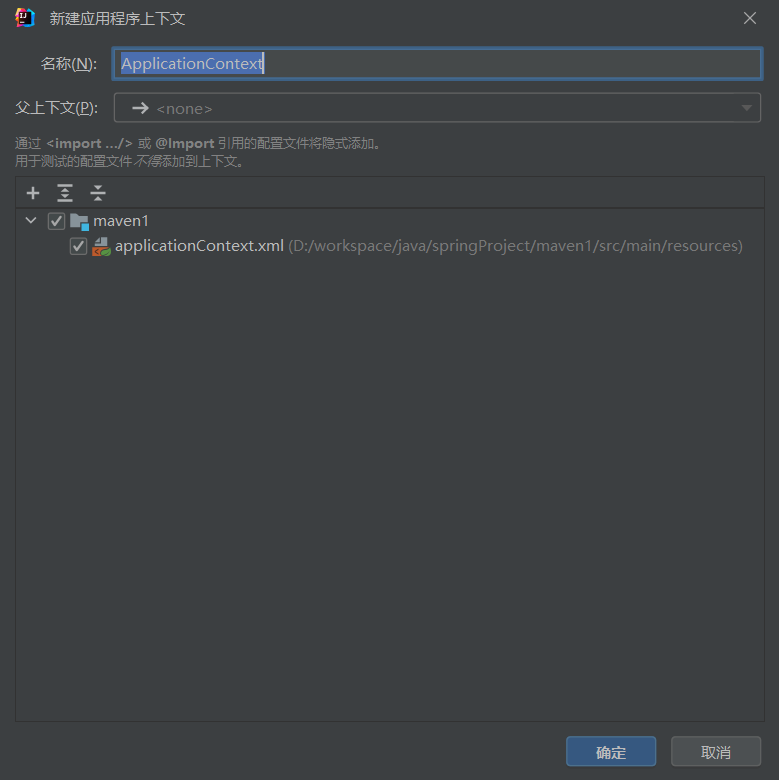 新建应用程序上下文
名称(N): ApplicationContext
父上下文(P): <none>
通过 <import .../> 或 @Import 引用的配置文件将隐式添加。
用于测试的配置文件不得添加到上下文。
maven1
applicationContext.xml (D:/workspace/java/springProject/maven1/src/main/resources)
确定 取消